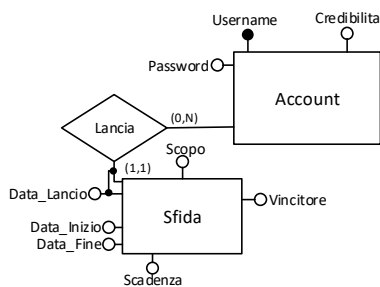 Username
Credibilita
Password
Account
Lancia
(0,N)
(1,1)
Scopo
Data_Lancio
Vincitore
Data_Inizio
Sfida
Data_Fine
Scadenza